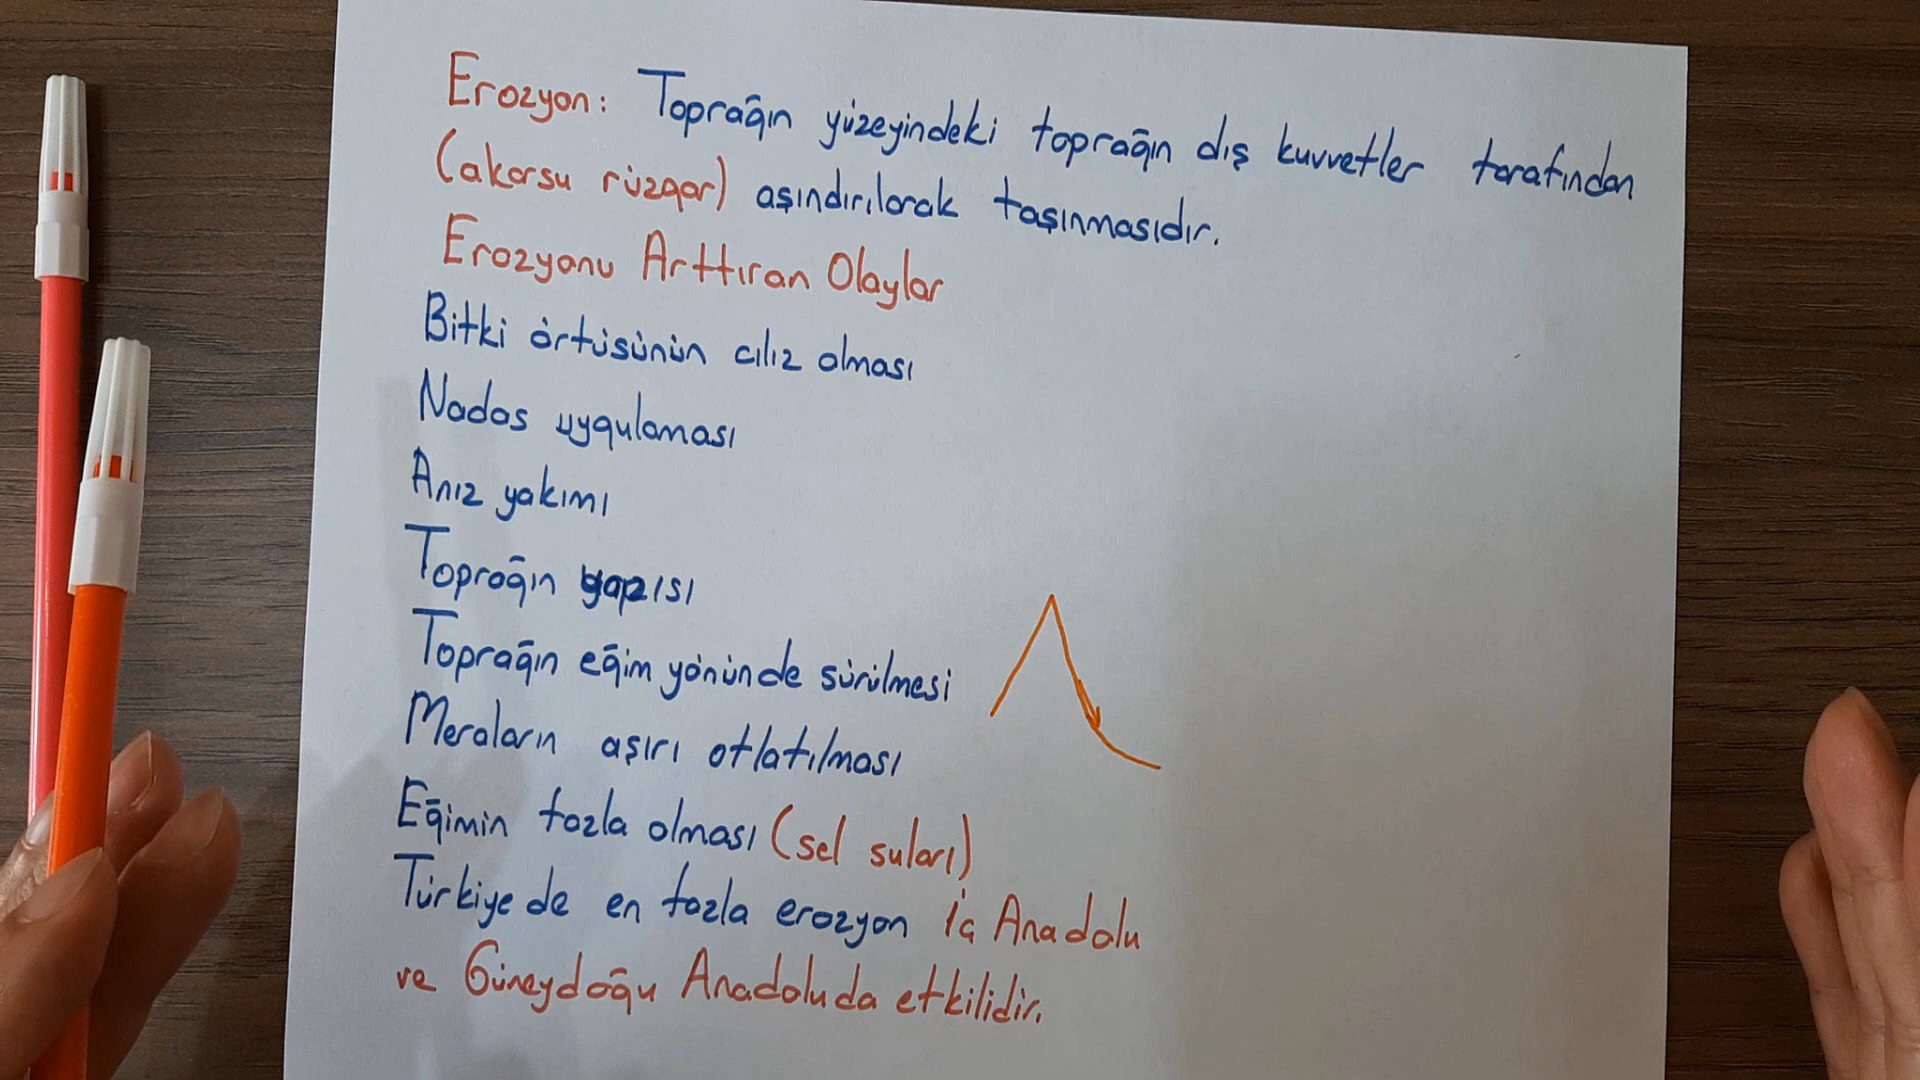 Erozyon: Toprağın yüzeyindeki toprağın dış kuvvetler tarafından
(akarsu rüzgar) aşındırılarak taşınmasıdır.
Erozyonu Arttıran Olaylar
Bitki örtüsünün cılız olması
Nadas uygulaması
Anız yakımı
Toprağın yapısı
Toprağın eğim yönünde sürülmesi
Meraların aşırı otlatılması
Eğimin fazla olması (sel suları)
Türkiye de en fazla erozyon İç Anadolu
ve Güneydoğu Anadoluda etkilidir.